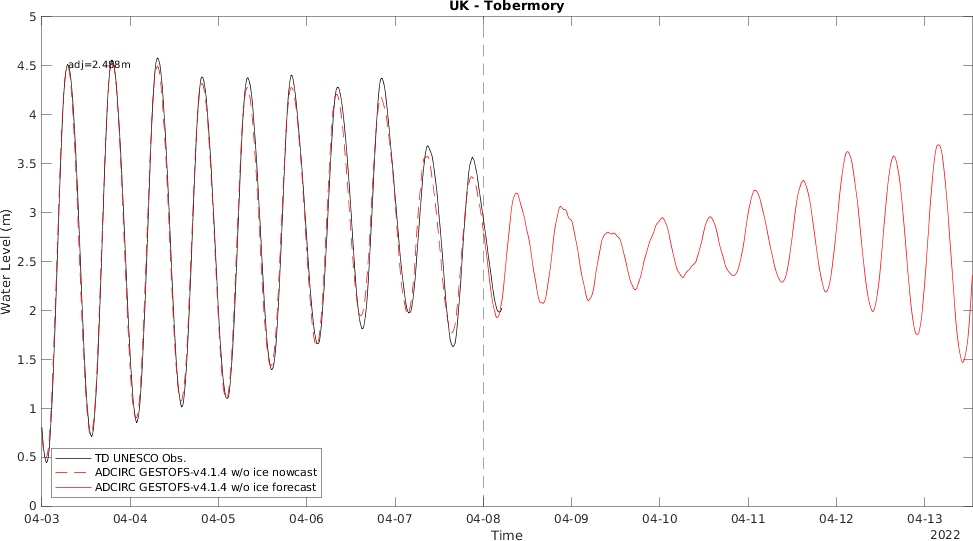 UK - Tobermory
5
4.5
4
3.5
3
2.5
2
1.5
1
0.5
0
Water Level (m)
adj=2.488m
TD UNESCO Obs.
ADCIRC GESTOFS-v4.1.4 w/o ice nowcast
ADCIRC GESTOFS-v4.1.4 w/o ice forecast
04-03 04-04 04-05 04-06 04-07 04-08 04-09 04-10 04-11 04-12 04-13
Time
2022